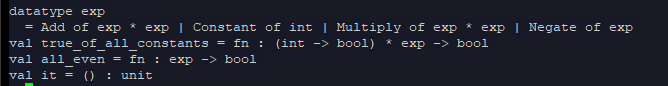 datatype exp
= Add of exp * exp | Constant of int | Multiply of exp * exp | Negate of exp
val true_of_all_constants = fn : (int -> bool) * exp -> bool
val all_even = fn : exp -> bool
val it = () : unit